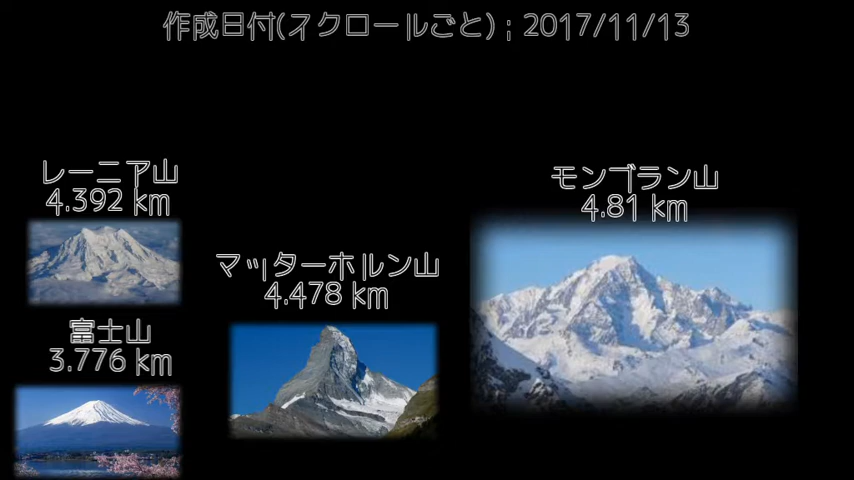 作成日付(スクロールごと) ; 2017/11/13
レーニア山
4.392 km
富士山
3.776 km
マッターホルン山
4.478 km
モンゴラン山
4.81 km